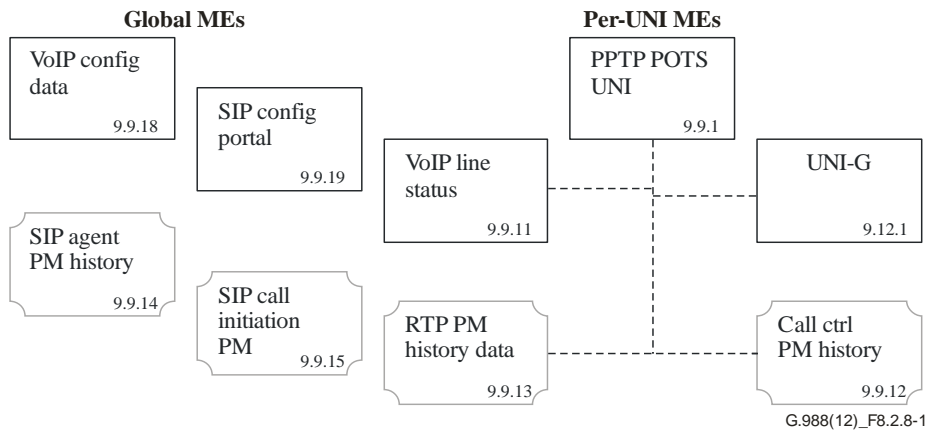 Global MEs
Per-UNI MEs
VoIP config
data
9.9.18
SIP config
portal
9.9.19
PPTP POTS
UNI
9.9.1
VoIP line
status
9.9.11
UNI-G
9.12.1
SIP agent
PM history
9.9.14
SIP call
initiation
PM
9.9.15
RTP PM
history data
9.9.13
Call ctrl
PM history
9.9.12
G.988(12)_F8.2.8-1